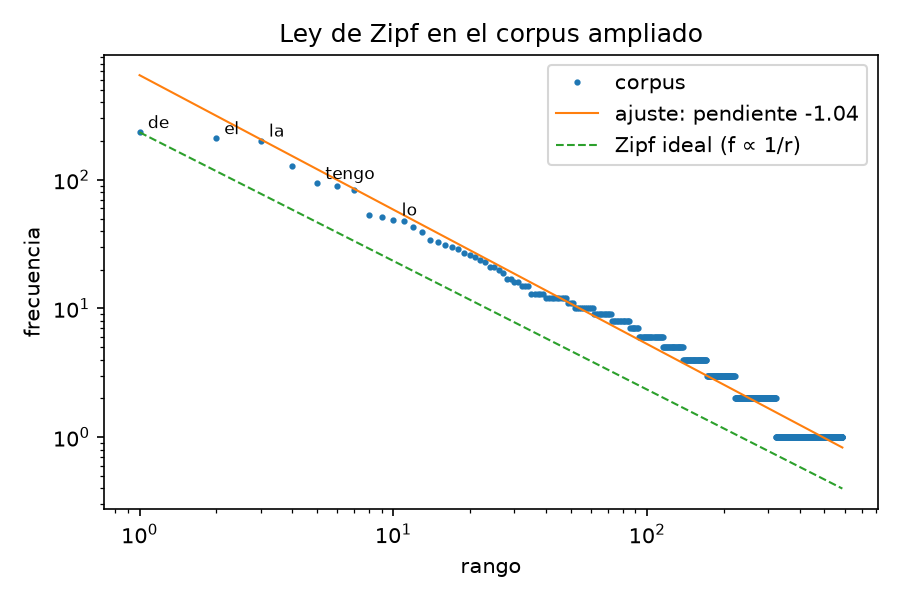 Ley de Zipf en el corpus ampliado
corpus
ajuste: pendiente -1.04
Zipf ideal (f ∝ 1/r)
de
el
la
tengo
lo
frecuencia
10²
10¹
10⁰
10⁰
10¹
10²
rango